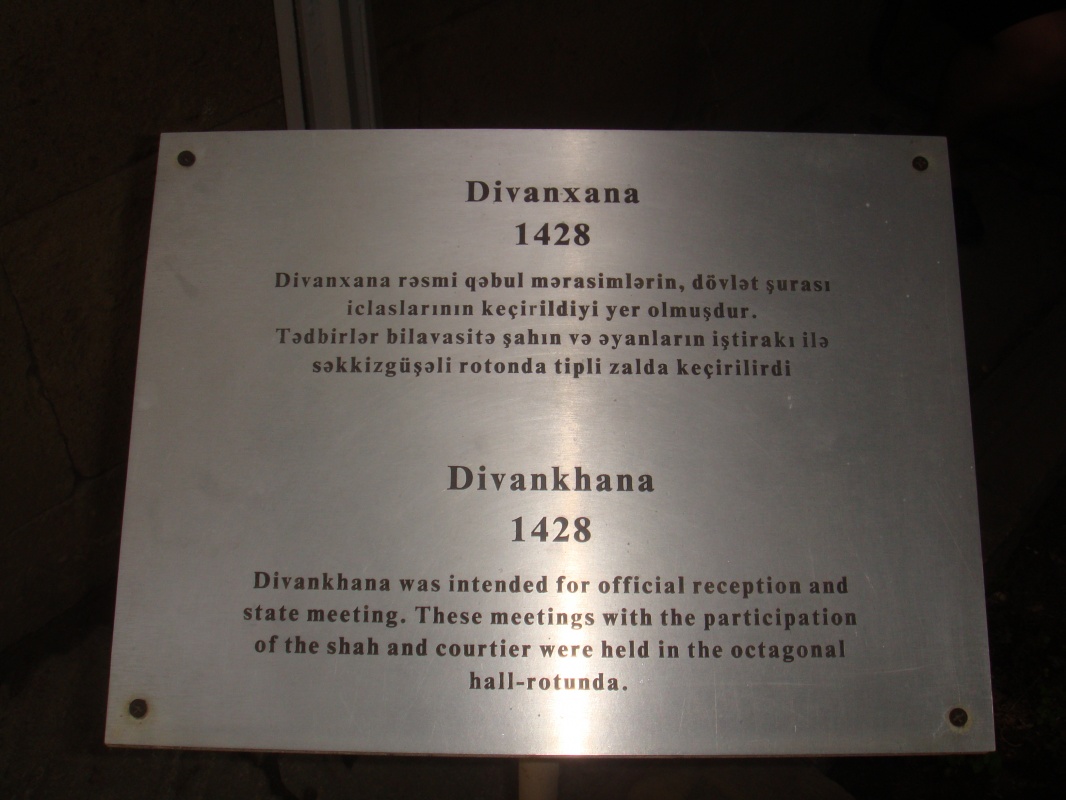 Divanxana
1428
Divanxana rəsmi qəbul mərasimlərin, dövlət şurası
iclaslarının keçirildiyi yer olmuşdur.
Tədbirlər bilavasitə şahın və əyanların iştirakı ilə
səkkizgüşəli rotonda tipli zalda keçirilirdi
Divankhana
1428
Divankhana was intended for official reception and
state meeting. These meetings with the participation
of the shah and courtier were held in the octagonal
hall-rotunda.